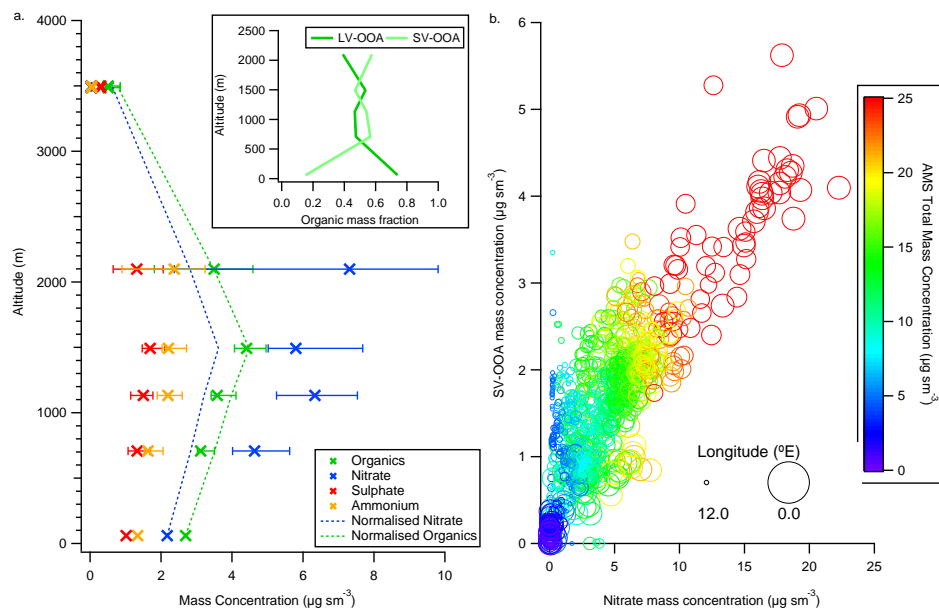 a.
4000
3000
2000
1000
0
Altitude (m)
0
2
4
6
8
10
Mass Concentration (µg sm⁻³)
LV-OOA
SV-OOA
2500
2000
1500
1000
500
0
Altitude (m)
0.0
0.2
0.4
0.6
0.8
1.0
Organic mass fraction
Organics
Nitrate
Sulphate
Ammonium
Normalised Nitrate
Normalised Organics
b.
6
5
4
3
2
1
0
SV-OOA mass concentration (µg sm⁻³)
0
5
10
15
20
25
Nitrate mass concentration (µg sm⁻³)
Longitude (⁰E)
12.0
0.0
25
20
15
10
5
0
AMS Total Mass Concentration (µg sm⁻³)